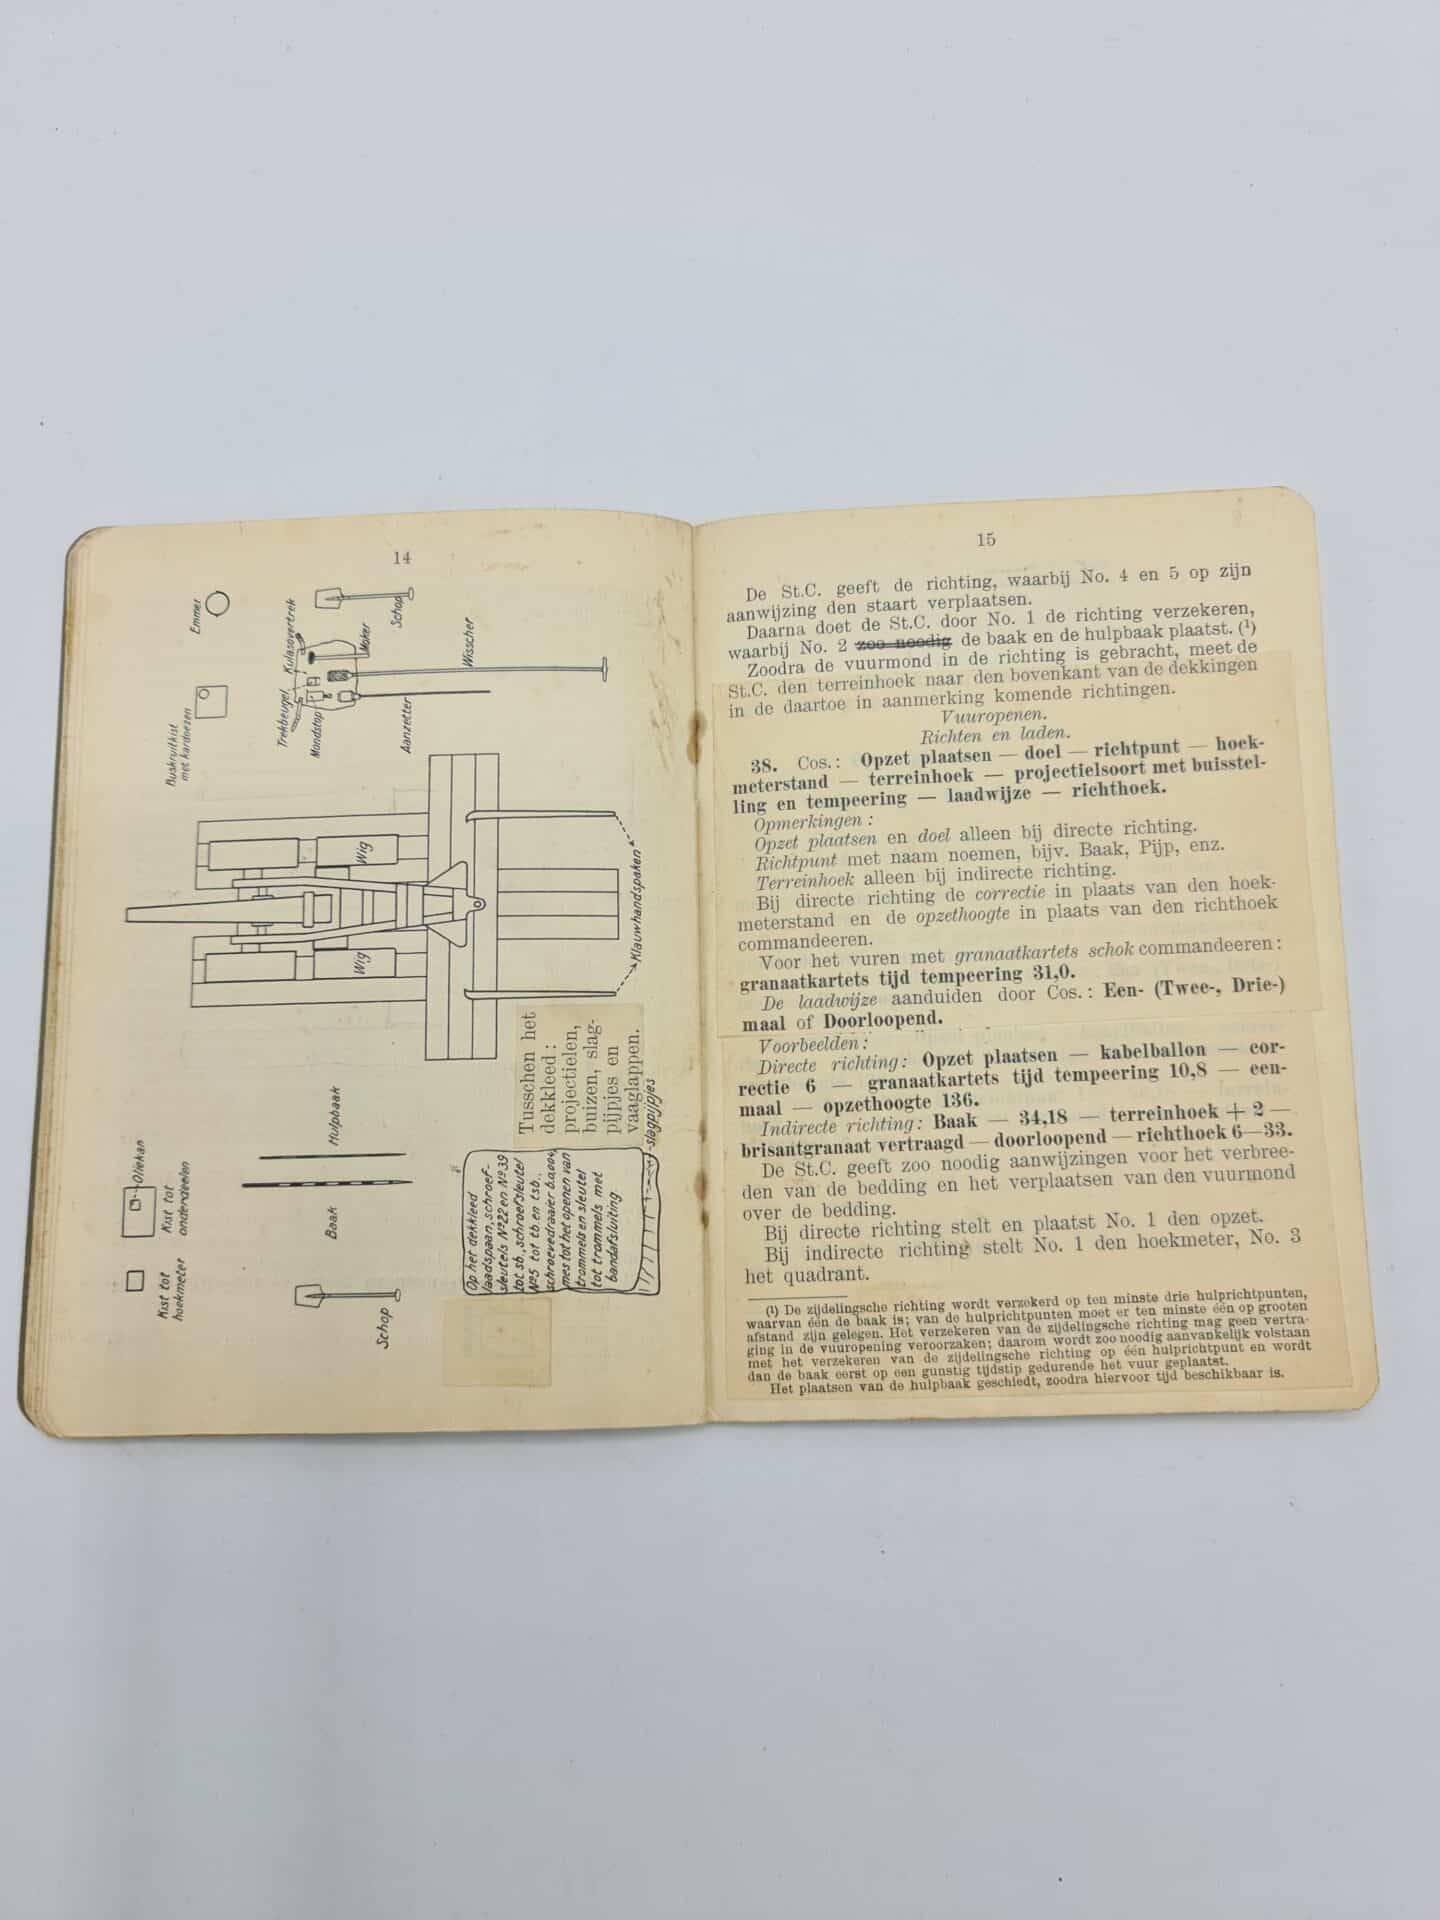 14
Emmer
Buskruitkist
met kardoezen
Kulasovertrek
Trekbeugel
Mondstop
Moker
Schop
Wisscher
Aanzetter
Wig
Wig
Klauwhandspaken
Tusschen het
dekkleed:
projectielen,
buizen, slag-
pijpjes en
vaaglappen.
slagpijpjes
Hulpbaak
Baak
Oliekan
Kist tot
onderdeelen
Kist tot
hoekmeter
Schop
Op het dekkleed
laadspaan, schroef-
sleutels №22 en №39
tot sb., schroefsleutel
№5 tot tb en tsb.,
schroevedraaier b.a.004,
mes tot het openen van
trommels en sleutel
tot trommels met
bandafsluiting
15
De St.C. geeft de richting, waarbij No. 4 en 5 op zijn
aanwijzing den staart verplaatsen.
Daarna doet de St.C. door No. 1 de richting verzekeren,
waarbij No. 2 zoo noodig de baak en de hulpbaak plaatst. (¹)
Zoodra de vuurmond in de richting is gebracht, meet de
St.C. den terreinhoek naar den bovenkant van de dekkingen
in de daartoe in aanmerking komende richtingen.
Vuuropenen.
Richten en laden.
38. Cos.: Opzet plaatsen — doel — richtpunt — hoek-
meterstand — terreinhoek — projectielsoort met buisstel-
ling en tempeering — laadwijze — richthoek.
Opmerkingen:
Opzet plaatsen en doel alleen bij directe richting.
Richtpunt met naam noemen, bijv. Baak, Pijp, enz.
Terreinhoek alleen bij indirecte richting.
Bij directe richting de correctie in plaats van den hoek-
meterstand en de opzethoogte in plaats van den richthoek
commandeeren.
Voor het vuren met granaatkartets schok commandeeren:
granaatkartets tijd tempeering 31,0.
De laadwijze aanduiden door Cos.: Een- (Twee-, Drie-)
maal of Doorloopend.
Voorbeelden:
Directe richting: Opzet plaatsen — kabelballon — cor-
rectie 6 — granaatkartets tijd tempeering 10,8 — een-
maal — opzethoogte 136.
Indirecte richting: Baak — 34,18 — terreinhoek + 2 —
brisantgranaat vertraagd — doorloopend — richthoek 6—33.
De St.C. geeft zoo noodig aanwijzingen voor het verbree-
den van de bedding en het verplaatsen van den vuurmond
over de bedding.
Bij directe richting stelt en plaatst No. 1 den opzet.
Bij indirecte richting stelt No. 1 den hoekmeter, No. 3
het quadrant.
(¹) De zijdelingsche richting wordt verzekerd op ten minste drie hulprichtpunten,
waarvan één de baak is; van de hulprichtpunten moet er ten minste één op grooten
afstand zijn gelegen. Het verzekeren van de zijdelingsche richting mag geen vertra-
ging in de vuuropening veroorzaken; daarom wordt zoo noodig aanvankelijk volstaan
met het verzekeren van de zijdelingsche richting op één hulprichtpunt en wordt
dan de baak eerst op een gunstig tijdstip gedurende het vuur geplaatst.
Het plaatsen van de hulpbaak geschiedt, zoodra hiervoor tijd beschikbaar is.